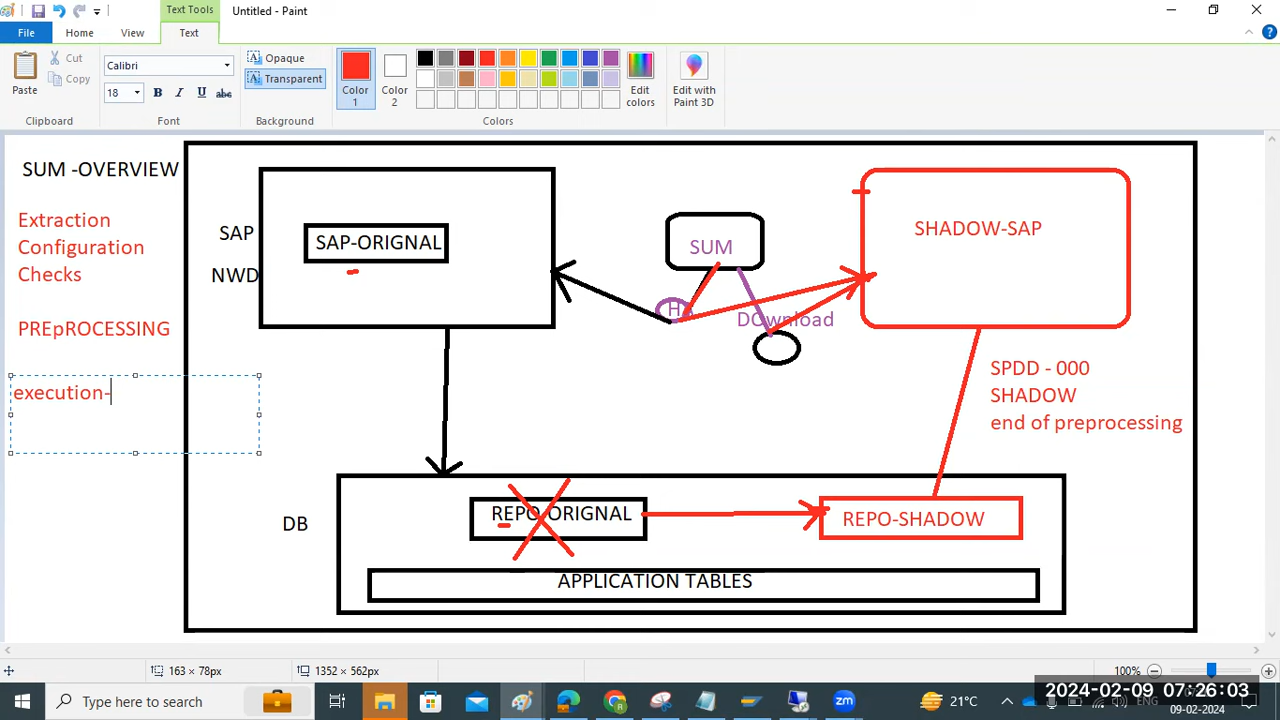 Text Tools
Untitled - Paint
File
Home
View
Text
Paste
Cut
Copy
Clipboard
Calibri
18
B I U abc
Font
Opaque
Transparent
Background
Color 1
Color 2
Edit colors
Colors
Edit with Paint 3D
SUM -OVERVIEW
Extraction
Configuration
Checks
PREpROCESSING
execution-
SAP
NWD
SAP-ORIGNAL
SUM
DOwnload
SHADOW-SAP
SPDD - 000
SHADOW
end of preprocessing
DB
REPO-ORIGNAL
REPO-SHADOW
APPLICATION TABLES
163 × 78px
1352 × 562px
100%
Type here to search
zm
21°C
ENG
2024-02-09 07:26:03
09-02-2024